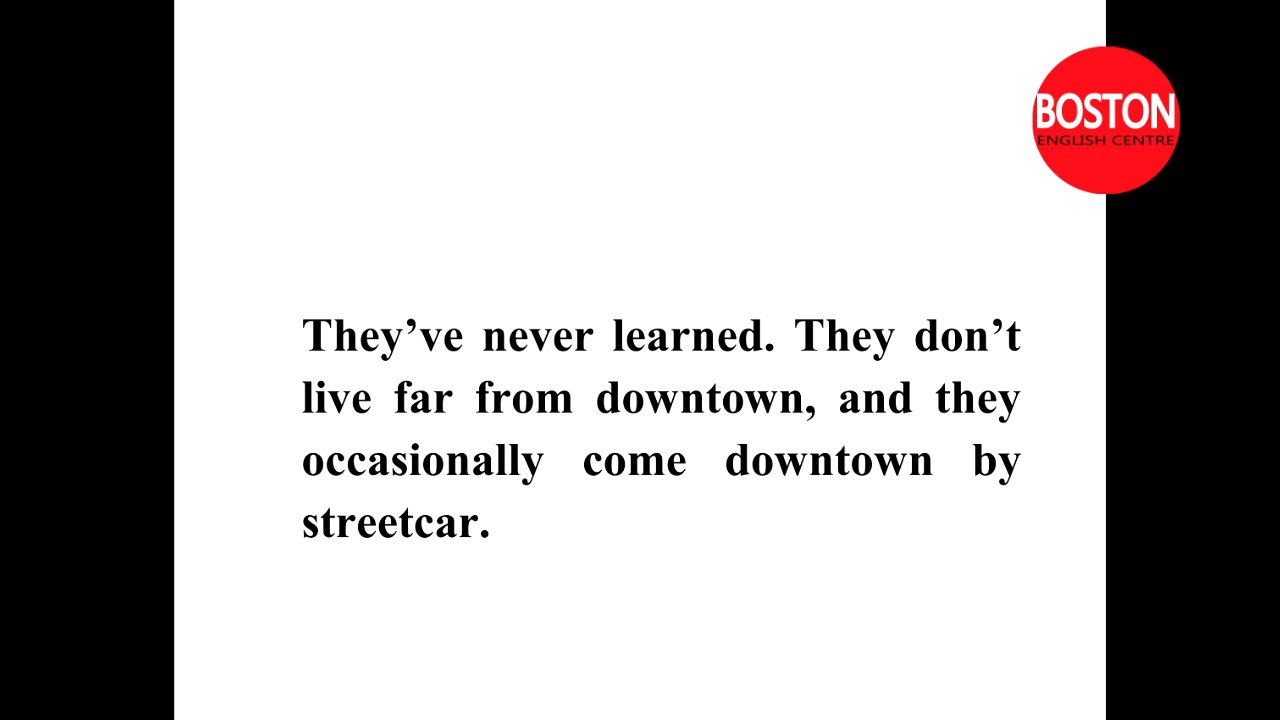 BOSTON
ENGLISH CENTRE
They’ve never learned. They don’t
live far from downtown, and they
occasionally come downtown by
streetcar.